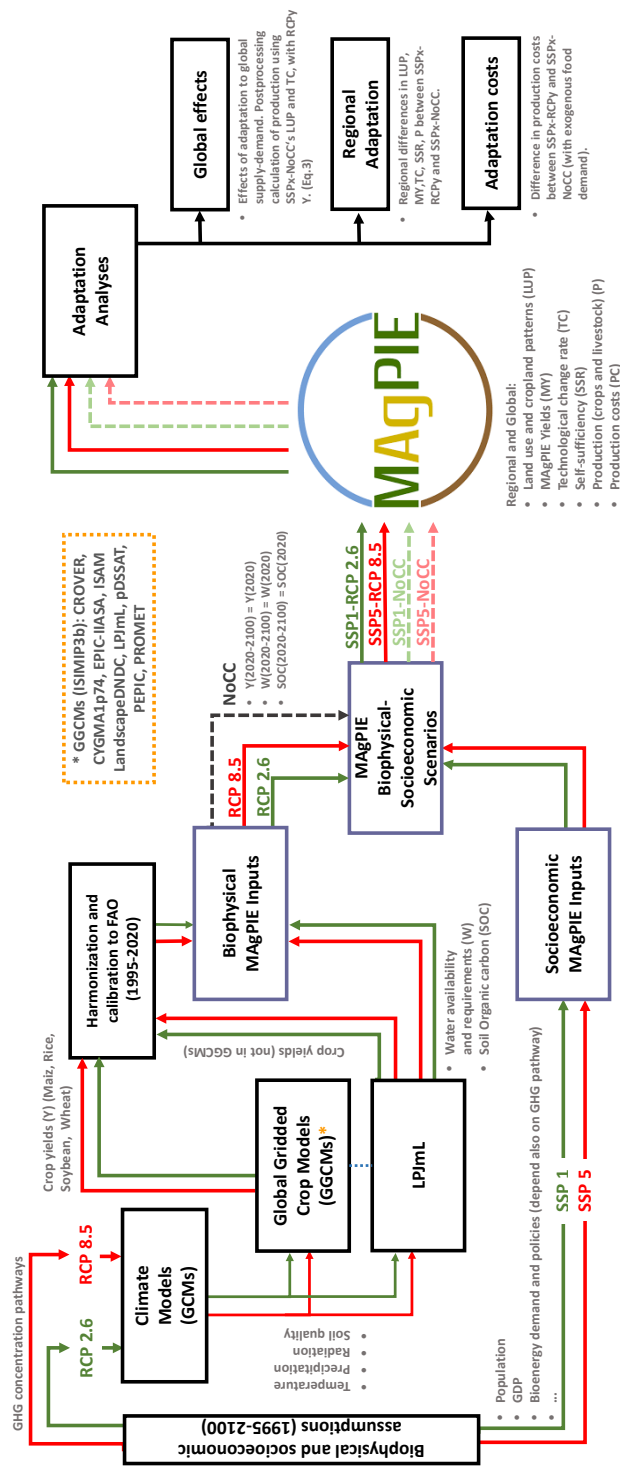 Biophysical and socioeconomic
assumptions (1995-2100)
GHG concentration pathways
RCP 2.6
RCP 8.5
Climate
Models
(GCMs)
• Temperature
• Precipitation
• Radiation
• Soil quality
Crop yields (Y) (Maiz, Rice,
Soybean, Wheat)
Global Gridded
Crop Models
(GGCMs)*
LPJmL
Crop yields (not in GGCMs)
• Water availability
and requirements (W)
• Soil Organic carbon (SOC)
• Population
• GDP
• Bioenergy demand and policies (depend also on GHG pathway)
• ...
SSP 1
SSP 5
Harmonization and
calibration to FAO
(1995-2020)
Biophysical
MAgPIE Inputs
Socioeconomic
MAgPIE Inputs
* GGCMs (ISIMIP3b): CROVER,
CYGMA1p74, EPIC-IIASA, ISAM
LandscapeDNDC, LPJmL, pDSSAT,
PEPIC, PROMET
NoCC
• Y(2020-2100) = Y(2020)
• W(2020-2100) = W(2020)
• SOC(2020-2100) = SOC(2020)
RCP 8.5
RCP 2.6
MAgPIE
Biophysical-
Socioeconomic
Scenarios
SSP1-RCP 2.6
SSP5-RCP 8.5
SSP1-NoCC
SSP5-NoCC
MAgPIE
Regional and Global:
• Land use and cropland patterns (LUP)
• MAgPIE Yields (MY)
• Technological change rate (TC)
• Self-sufficiency (SSR)
• Production (crops and livestock) (P)
• Production costs (PC)
Adaptation
Analyses
Global effects
• Effects of adaptation to global
supply-demand. Postprocessing
calculation of production using
SSPx-NoCC's LUP and TC, with RCPy
Y. (Eq.3)
Regional
Adaptation
• Regional differences in LUP,
MY,TC, SSR, P between SSPx-
RCPy and SSPx-NoCC.
Adaptation costs
• Difference in production costs
between SSPx-RCPy and SSPx-
NoCC (with exogenous food
demand).